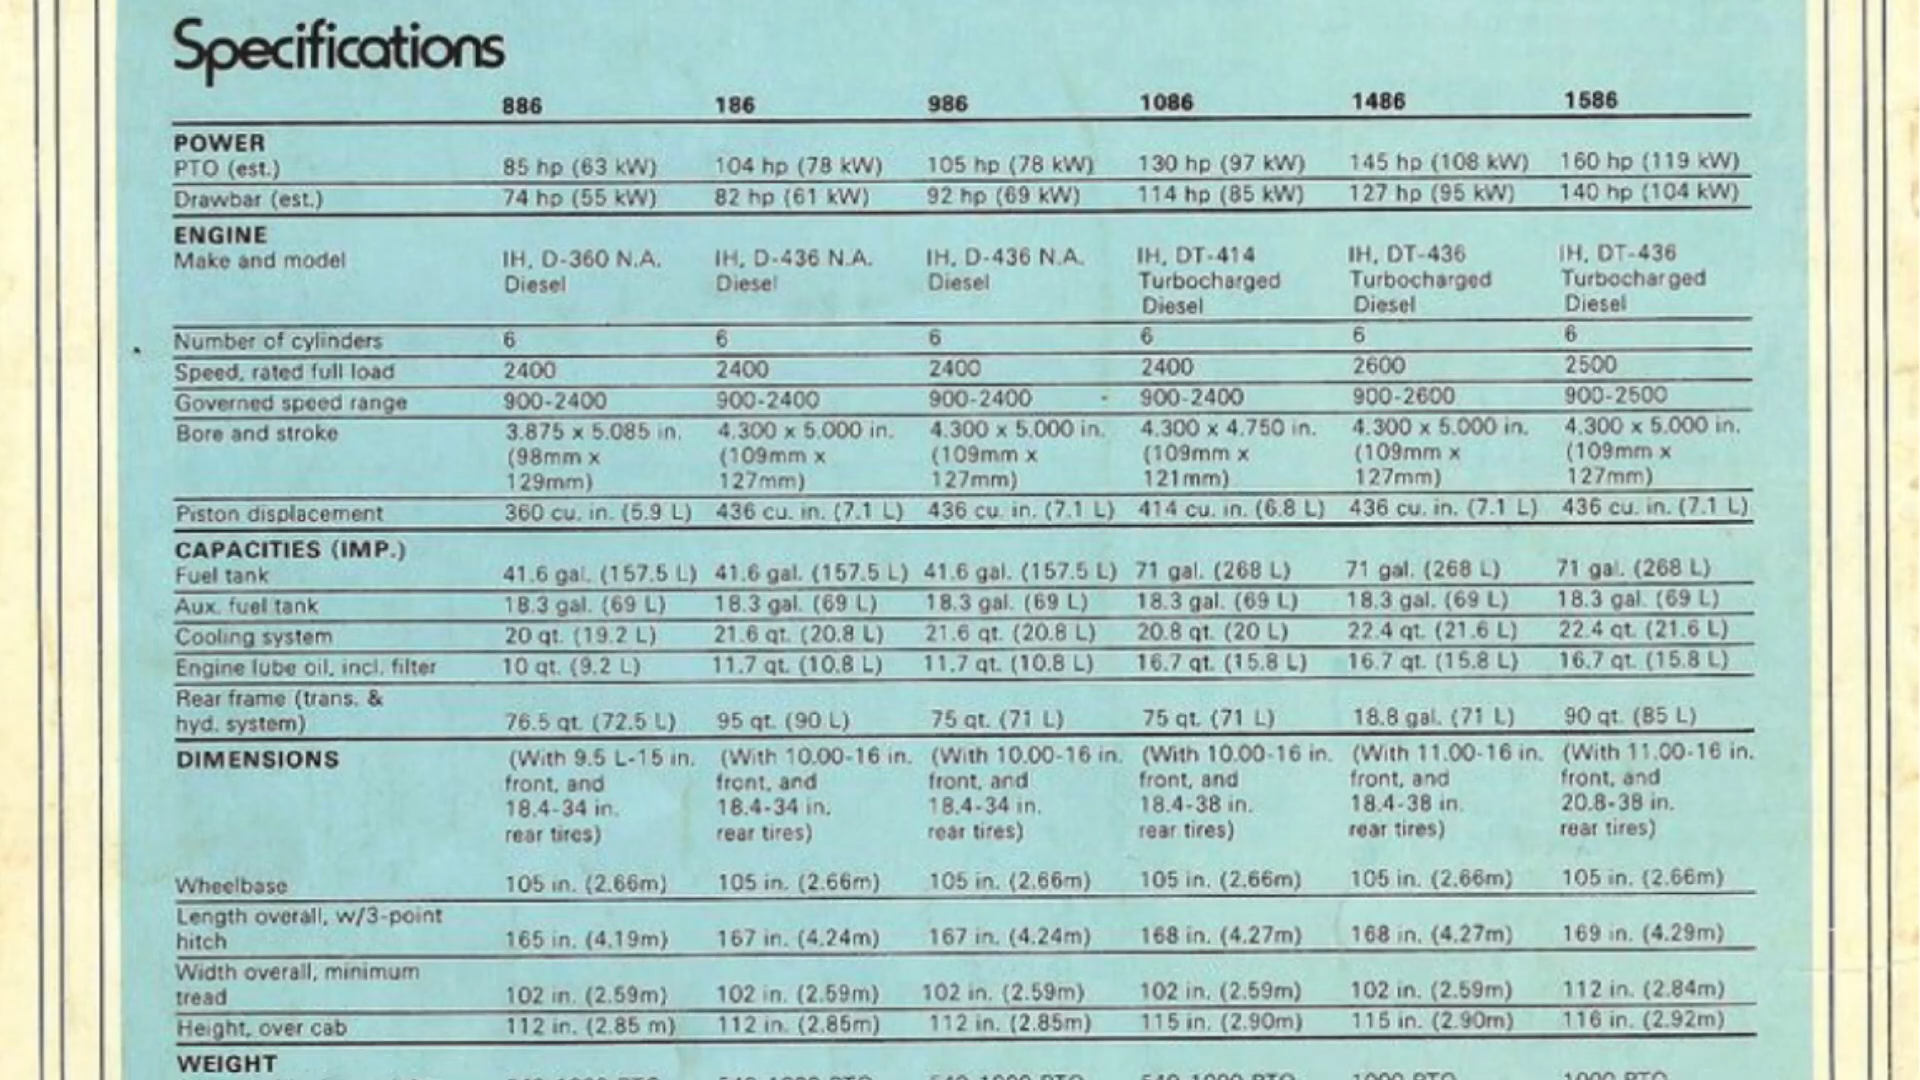 Specifications
886 186 986 1086 1486 1586
POWER
PTO (est.) 85 hp (63 kW) 104 hp (78 kW) 105 hp (78 kW) 130 hp (97 kW) 145 hp (108 kW) 160 hp (119 kW)
Drawbar (est.) 74 hp (55 kW) 82 hp (61 kW) 92 hp (69 kW) 114 hp (85 kW) 127 hp (95 kW) 140 hp (104 kW)
ENGINE
Make and model IH, D-360 N.A. IH, D-436 N.A. IH, D-436 N.A. IH, DT-414 IH, DT-436 IH, DT-436
Diesel Diesel Diesel Turbocharged Turbocharged Turbocharged
Diesel Diesel Diesel
Number of cylinders 6 6 6 6 6 6
Speed, rated full load 2400 2400 2400 2400 2600 2500
Governed speed range 900-2400 900-2400 900-2400 900-2400 900-2600 900-2500
Bore and stroke 3.875 x 5.085 in. 4.300 x 5.000 in. 4.300 x 5.000 in. 4.300 x 4.750 in. 4.300 x 5.000 in. 4.300 x 5.000 in.
(98mm x (109mm x (109mm x (109mm x (109mm x (109mm x
129mm) 127mm) 127mm) 121mm) 127mm) 127mm)
Piston displacement 360 cu. in. (5.9 L) 436 cu. in. (7.1 L) 436 cu. in. (7.1 L) 414 cu. in. (6.8 L) 436 cu. in. (7.1 L) 436 cu. in. (7.1 L)
CAPACITIES (IMP.)
Fuel tank 41.6 gal. (157.5 L) 41.6 gal. (157.5 L) 41.6 gal. (157.5 L) 71 gal. (268 L) 71 gal. (268 L) 71 gal. (268 L)
Aux. fuel tank 18.3 gal. (69 L) 18.3 gal. (69 L) 18.3 gal. (69 L) 18.3 gal. (69 L) 18.3 gal. (69 L) 18.3 gal. (69 L)
Cooling system 20 qt. (19.2 L) 21.6 qt. (20.8 L) 21.6 qt. (20.8 L) 20.8 qt. (20 L) 22.4 qt. (21.6 L) 22.4 qt. (21.6 L)
Engine lube oil, incl. filter 10 qt. (9.2 L) 11.7 qt. (10.8 L) 11.7 qt. (10.8 L) 16.7 qt. (15.8 L) 16.7 qt. (15.8 L) 16.7 qt. (15.8 L)
Rear frame (trans. &
hyd. system) 76.5 qt. (72.5 L) 95 qt. (90 L) 75 qt. (71 L) 75 qt. (71 L) 18.8 gal. (71 L) 90 qt. (85 L)
DIMENSIONS (With 9.5 L-15 in. (With 10.00-16 in. (With 10.00-16 in. (With 10.00-16 in. (With 11.00-16 in. (With 11.00-16 in.
front, and front, and front, and front, and front, and front, and
18.4-34 in. 18.4-34 in. 18.4-34 in. 18.4-38 in. 18.4-38 in. 20.8-38 in.
rear tires) rear tires) rear tires) rear tires) rear tires) rear tires)
Wheelbase 105 in. (2.66m) 105 in. (2.66m) 105 in. (2.66m) 105 in. (2.66m) 105 in. (2.66m) 105 in. (2.66m)
Length overall, w/3-point
hitch 165 in. (4.19m) 167 in. (4.24m) 167 in. (4.24m) 168 in. (4.27m) 168 in. (4.27m) 169 in. (4.29m)
Width overall, minimum
tread 102 in. (2.59m) 102 in. (2.59m) 102 in. (2.59m) 102 in. (2.59m) 102 in. (2.59m) 112 in. (2.84m)
Height, over cab 112 in. (2.85 m) 112 in. (2.85m) 112 in. (2.85m) 115 in. (2.90m) 115 in. (2.90m) 116 in. (2.92m)
WEIGHT